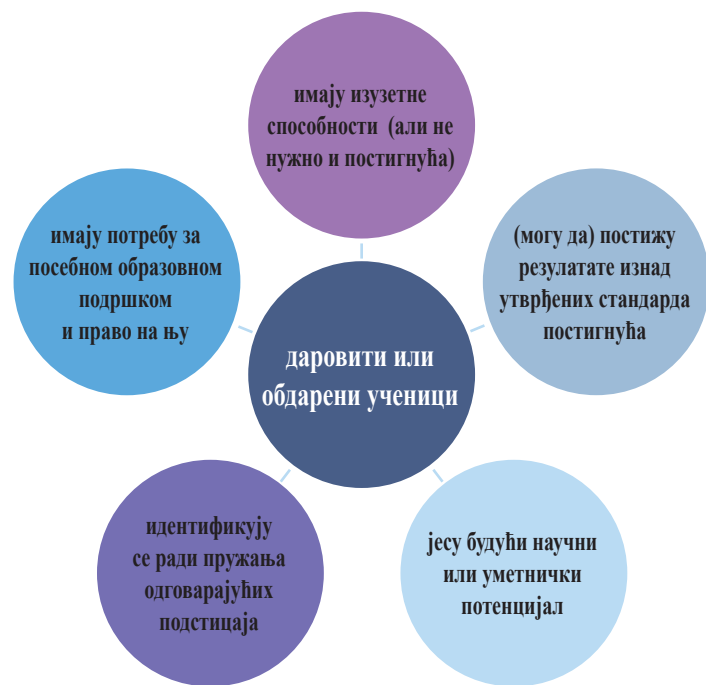 имају изузетне
способности (али не
нужно и постигнућа)
имају потребу за
посебном образовном
подршком
и право на њу
(могу да) постижу
резулатате изнад
утврђених стандарда
постигнућа
даровити или
обдарени ученици
идентификују
се ради пружања
одговарајућих
подстицаја
јесу будући научни
или уметнички
потенцијал